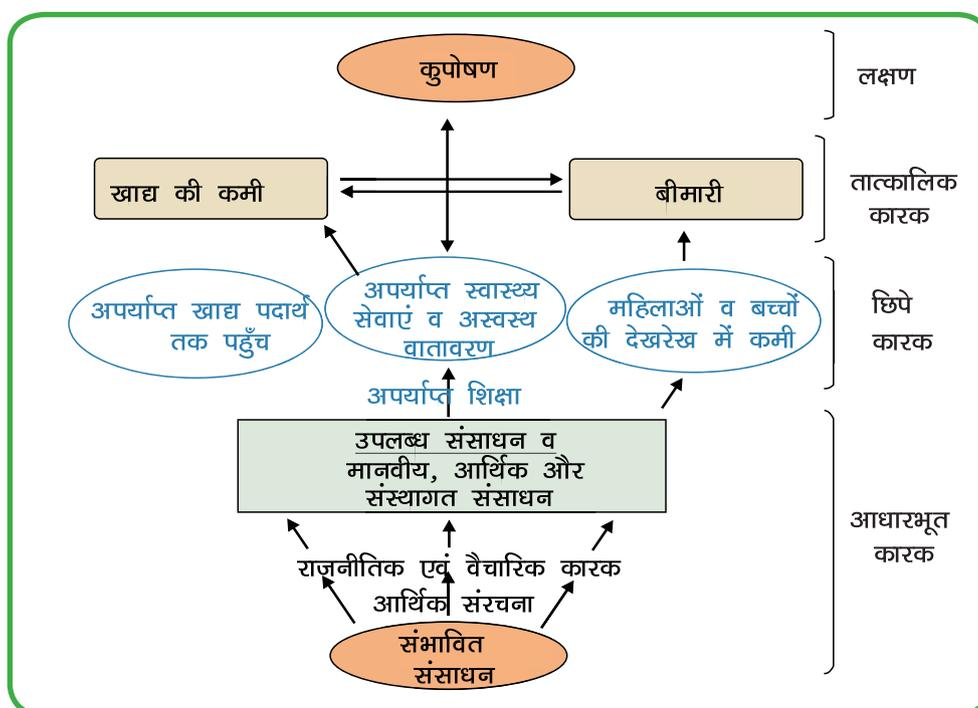 कुपोषण
लक्षण
खाद्य की कमी
बीमारी
तात्कालिक
कारक
अपर्याप्त खाद्य पदार्थ
तक पहुँच
अपर्याप्त स्वास्थ्य
सेवाएं व अस्वस्थ
वातावरण
महिलाओं व बच्चों
की देखरेख में कमी
छिपे
कारक
अपर्याप्त शिक्षा
उपलब्ध संसाधन व
मानवीय, आर्थिक और
संस्थागत संसाधन
आधारभूत
कारक
राजनीतिक एवं वैचारिक कारक
आर्थिक संरचना
संभावित
संसाधन